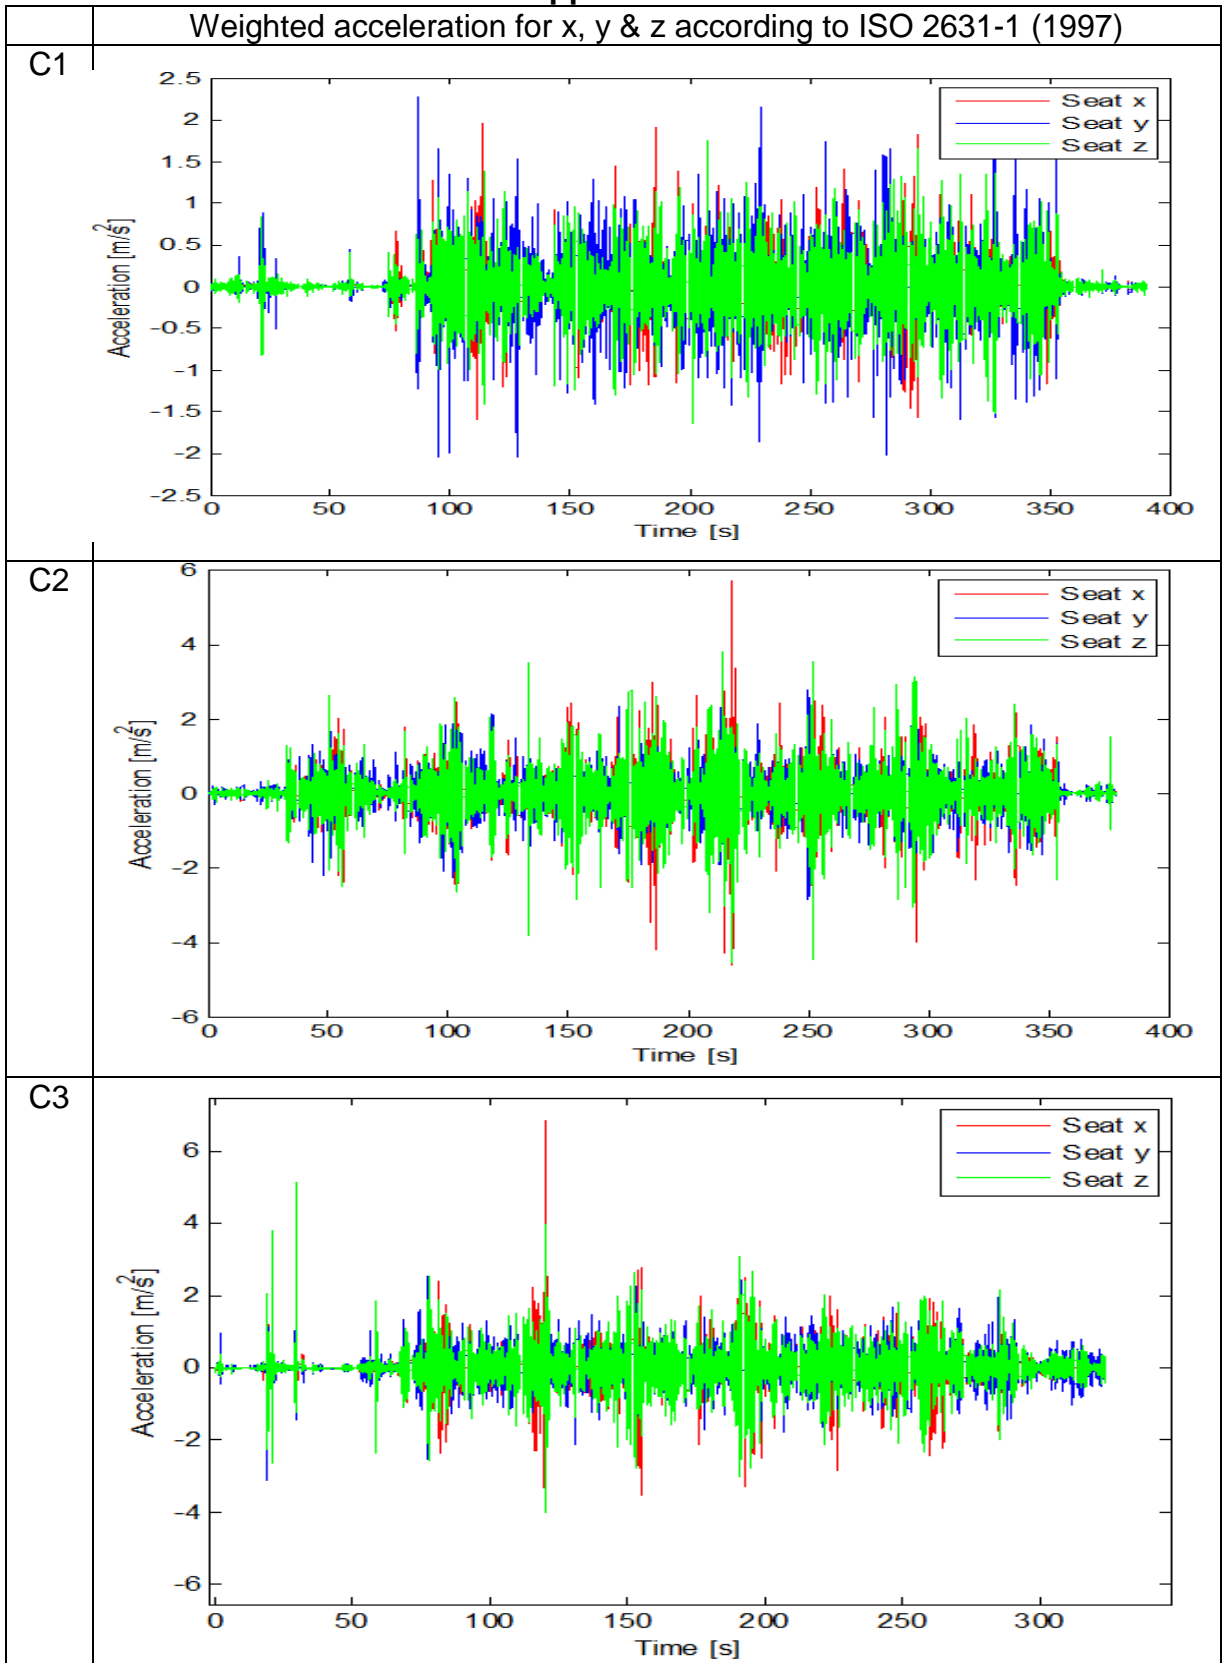 Weighted acceleration for x, y & z according to ISO 2631-1 (1997)
C1
2.5
2
1.5
1
0.5
0
-0.5
-1
-1.5
-2
-2.5
Acceleration [m/s²]
Seat x
Seat y
Seat z
0 50 100 150 200 250 300 350 400
Time [s]
C2
6
4
2
0
-2
-4
-6
Acceleration [m/s²]
Seat x
Seat y
Seat z
0 50 100 150 200 250 300 350 400
Time [s]
C3
6
4
2
0
-2
-4
-6
Acceleration [m/s²]
Seat x
Seat y
Seat z
0 50 100 150 200 250 300
Time [s]